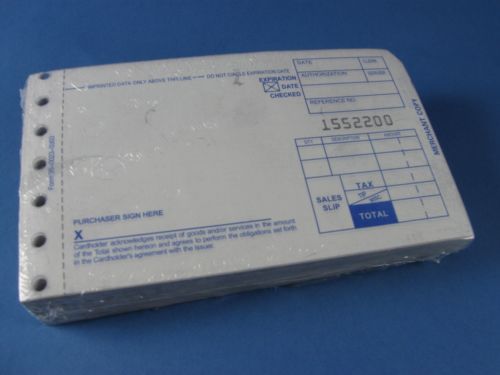 IMPRINTED DATA ONLY ABOVE THIS LINE
DO NOT CIRCLE EXPIRATION DATE
EXPIRATION
DATE
CHECKED
DATE
CLERK
AUTHORIZATION
SERVER
REFERENCE NO.
1552200
MERCHANT COPY
QTY.
DESCRIPTION
AMOUNT
SALES
SLIP
TAX
TIP
MISC
TOTAL
PURCHASER SIGN HERE
X
Cardholder acknowledges receipt of goods and/or services in the amount
of the Total shown hereon and agrees to perform the obligations set forth
in the Cardholder's agreement with the issuer.